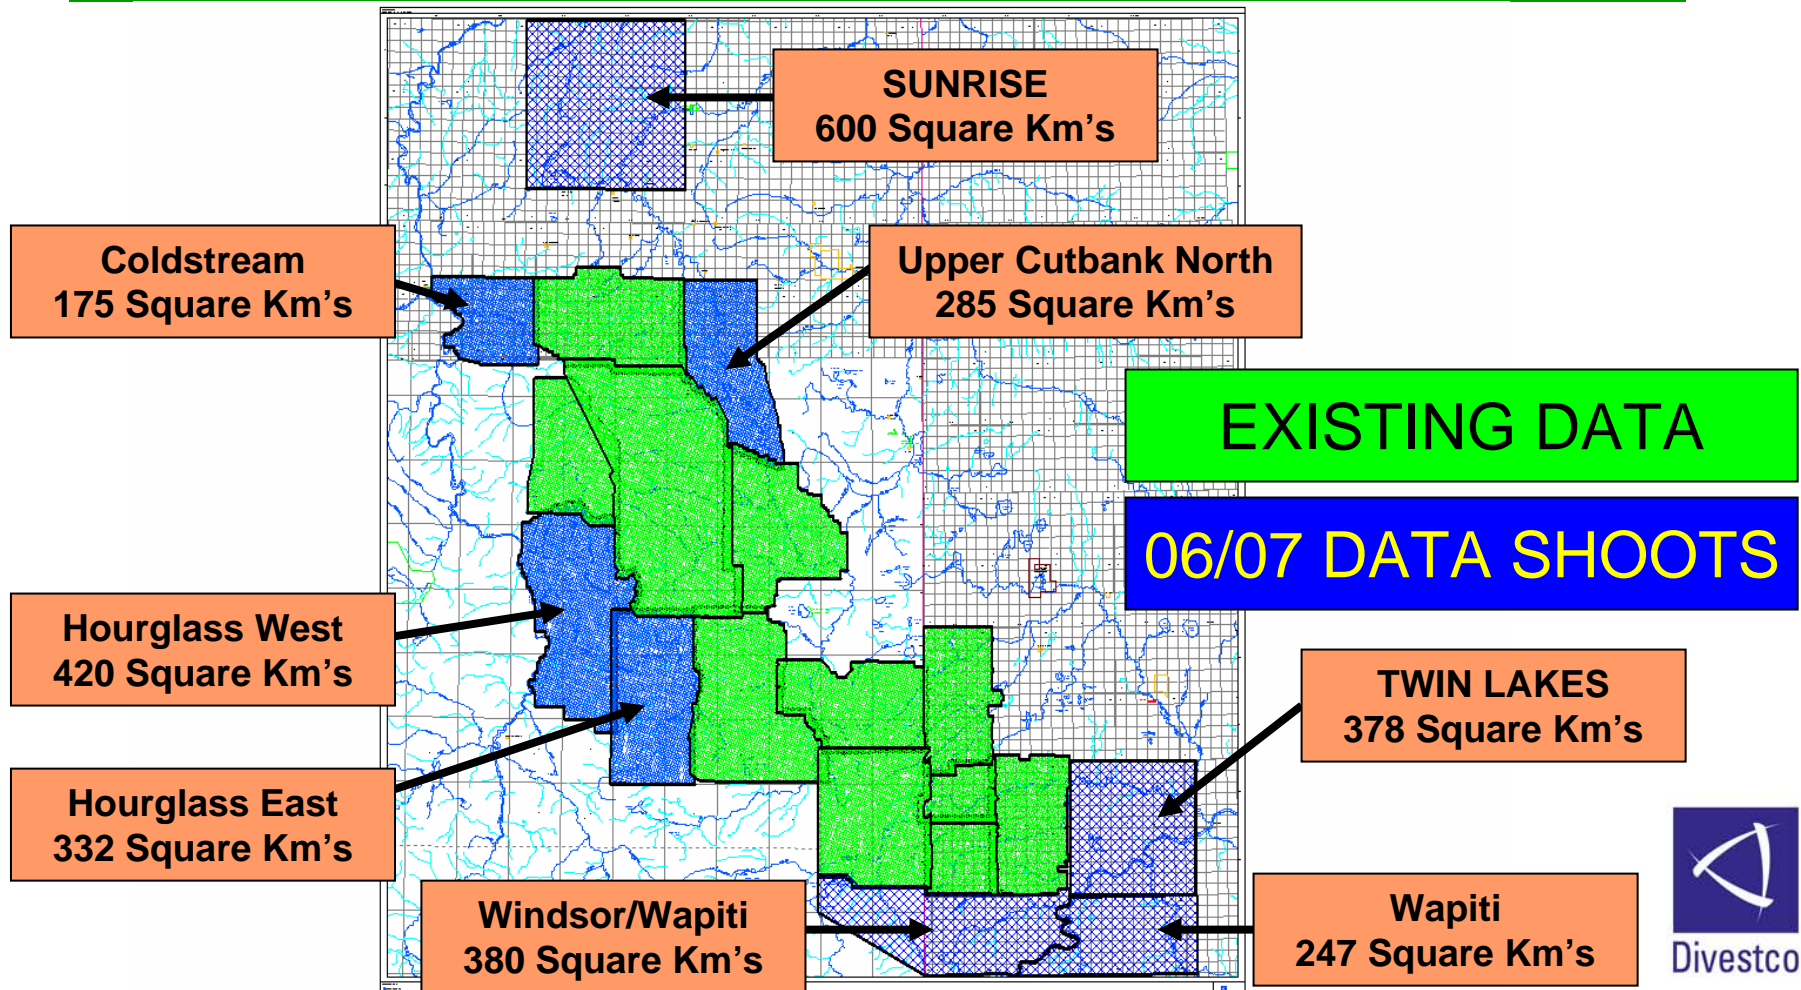 SUNRISE
600 Square Km’s
Coldstream
175 Square Km’s
Upper Cutbank North
285 Square Km’s
EXISTING DATA
06/07 DATA SHOOTS
Hourglass West
420 Square Km’s
TWIN LAKES
378 Square Km’s
Hourglass East
332 Square Km’s
Windsor/Wapiti
380 Square Km’s
Wapiti
247 Square Km’s
Divestco